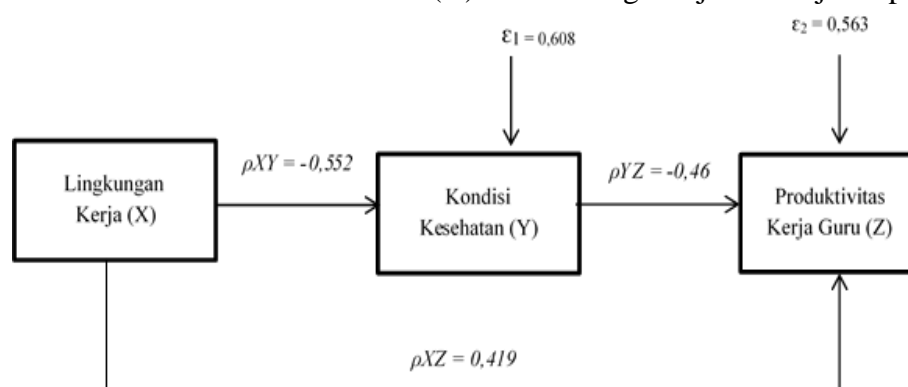 ε1 = 0,608
ε2 = 0,563
Lingkungan
Kerja (X)
ρXY = -0,552
Kondisi
Kesehatan (Y)
ρYZ = -0,46
Produktivitas
Kerja Guru (Z)
ρXZ = 0,419